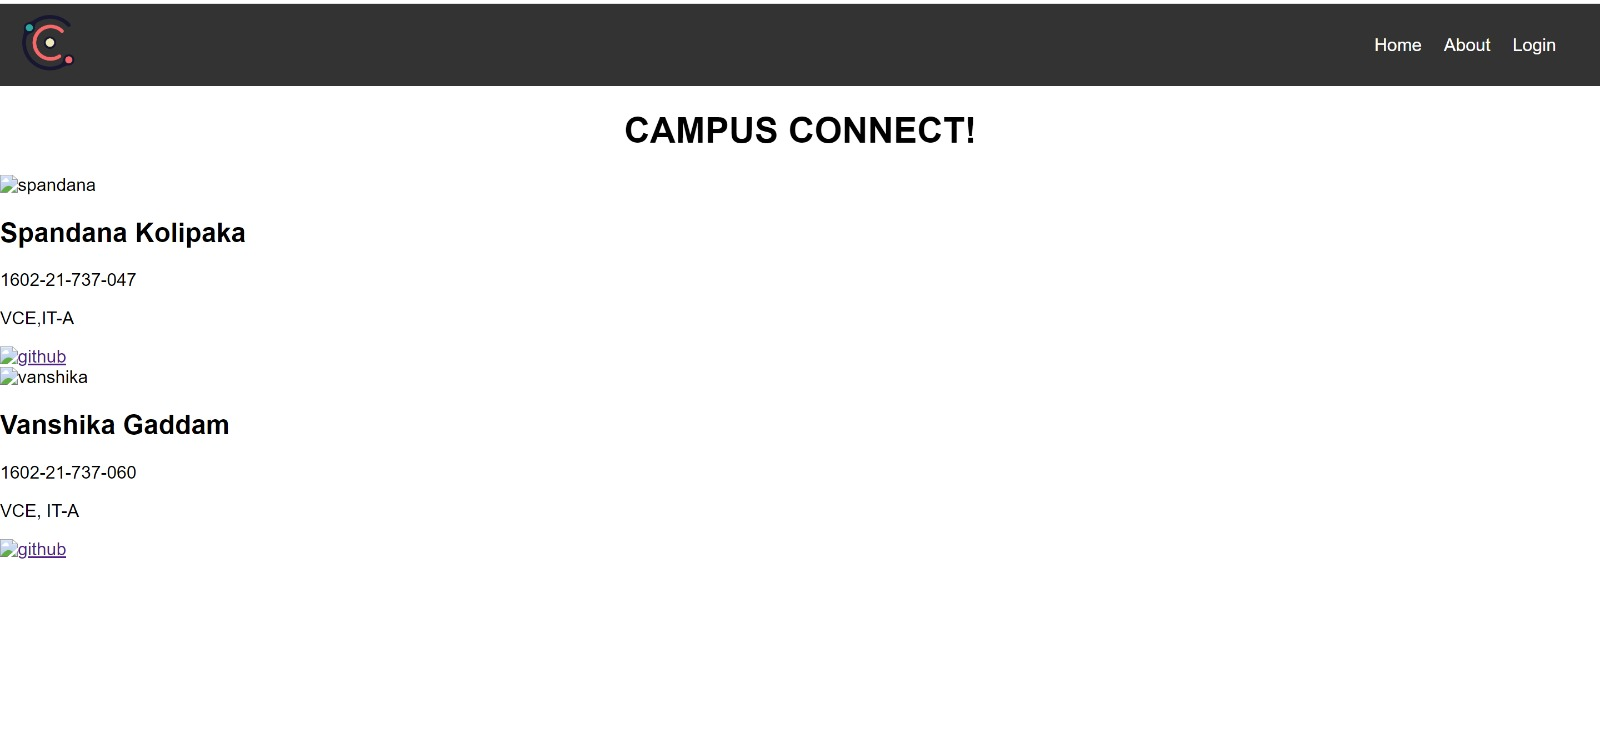 Home About Login
CAMPUS CONNECT!
spandana
Spandana Kolipaka
1602-21-737-047
VCE,IT-A
github
vanshika
Vanshika Gaddam
1602-21-737-060
VCE, IT-A
github